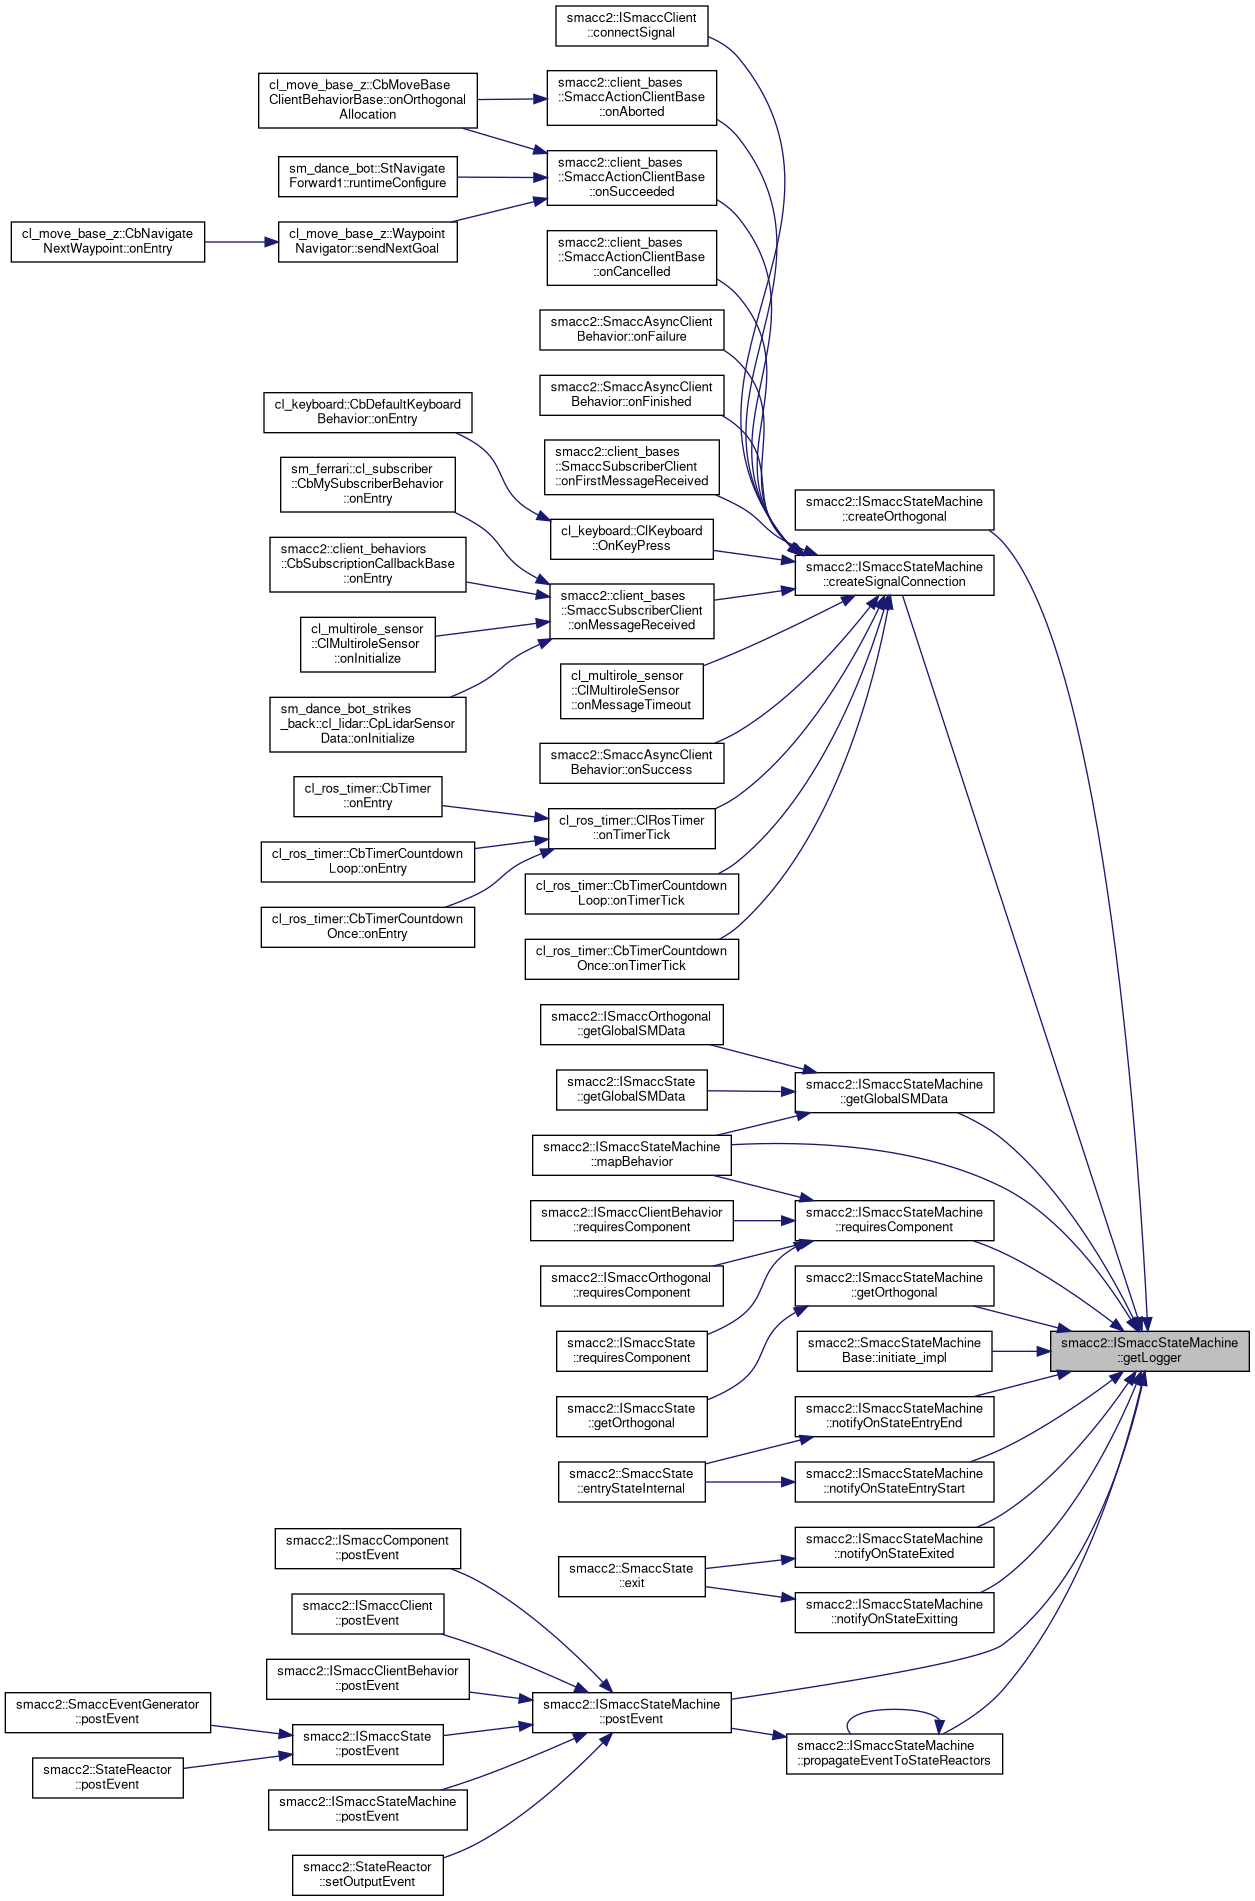 smacc2::ISmaccClient
::connectSignal
cl_move_base_z::CbMoveBase
ClientBehaviorBase::onOrthogonal
Allocation
smacc2::client_bases
::SmaccActionClientBase
::onAborted
smacc2::client_bases
::SmaccActionClientBase
::onSucceeded
sm_dance_bot::StNavigate
Forward1::runtimeConfigure
cl_move_base_z::CbNavigate
NextWaypoint::onEntry
cl_move_base_z::Waypoint
Navigator::sendNextGoal
smacc2::client_bases
::SmaccActionClientBase
::onCancelled
smacc2::SmaccAsyncClient
Behavior::onFailure
smacc2::SmaccAsyncClient
Behavior::onFinished
cl_keyboard::CbDefaultKeyboard
Behavior::onEntry
smacc2::client_bases
::SmaccSubscriberClient
::onFirstMessageReceived
sm_ferrari::cl_subscriber
::CbMySubscriberBehavior
::onEntry
smacc2::ISmaccStateMachine
::createOrthogonal
cl_keyboard::ClKeyboard
::OnKeyPress
smacc2::client_behaviors
::CbSubscriptionCallbackBase
::onEntry
smacc2::ISmaccStateMachine
::createSignalConnection
smacc2::client_bases
::SmaccSubscriberClient
::onMessageReceived
cl_multirole_sensor
::ClMultiroleSensor
::onInitialize
cl_multirole_sensor
::ClMultiroleSensor
::onMessageTimeout
sm_dance_bot_strikes
_back::cl_lidar::CpLidarSensor
Data::onInitialize
smacc2::SmaccAsyncClient
Behavior::onSuccess
cl_ros_timer::CbTimer
::onEntry
cl_ros_timer::ClRosTimer
::onTimerTick
cl_ros_timer::CbTimerCountdown
Loop::onEntry
cl_ros_timer::CbTimerCountdown
Loop::onTimerTick
cl_ros_timer::CbTimerCountdown
Once::onEntry
cl_ros_timer::CbTimerCountdown
Once::onTimerTick
smacc2::ISmaccOrthogonal
::getGlobalSMData
smacc2::ISmaccState
::getGlobalSMData
smacc2::ISmaccStateMachine
::getGlobalSMData
smacc2::ISmaccStateMachine
::mapBehavior
smacc2::ISmaccClientBehavior
::requiresComponent
smacc2::ISmaccStateMachine
::requiresComponent
smacc2::ISmaccOrthogonal
::requiresComponent
smacc2::ISmaccStateMachine
::getOrthogonal
smacc2::ISmaccState
::requiresComponent
smacc2::SmaccStateMachine
Base::initiate_impl
smacc2::ISmaccStateMachine
::getLogger
smacc2::ISmaccState
::getOrthogonal
smacc2::ISmaccStateMachine
::notifyOnStateEntryEnd
smacc2::SmaccState
::entryStateInternal
smacc2::ISmaccStateMachine
::notifyOnStateEntryStart
smacc2::ISmaccComponent
::postEvent
smacc2::ISmaccStateMachine
::notifyOnStateExited
smacc2::SmaccState
::exit
smacc2::ISmaccStateMachine
::notifyOnStateExitting
smacc2::ISmaccClient
::postEvent
smacc2::ISmaccClientBehavior
::postEvent
smacc2::SmaccEventGenerator
::postEvent
smacc2::ISmaccState
::postEvent
smacc2::ISmaccStateMachine
::postEvent
smacc2::ISmaccStateMachine
::propagateEventToStateReactors
smacc2::StateReactor
::postEvent
smacc2::ISmaccStateMachine
::postEvent
smacc2::StateReactor
::setOutputEvent